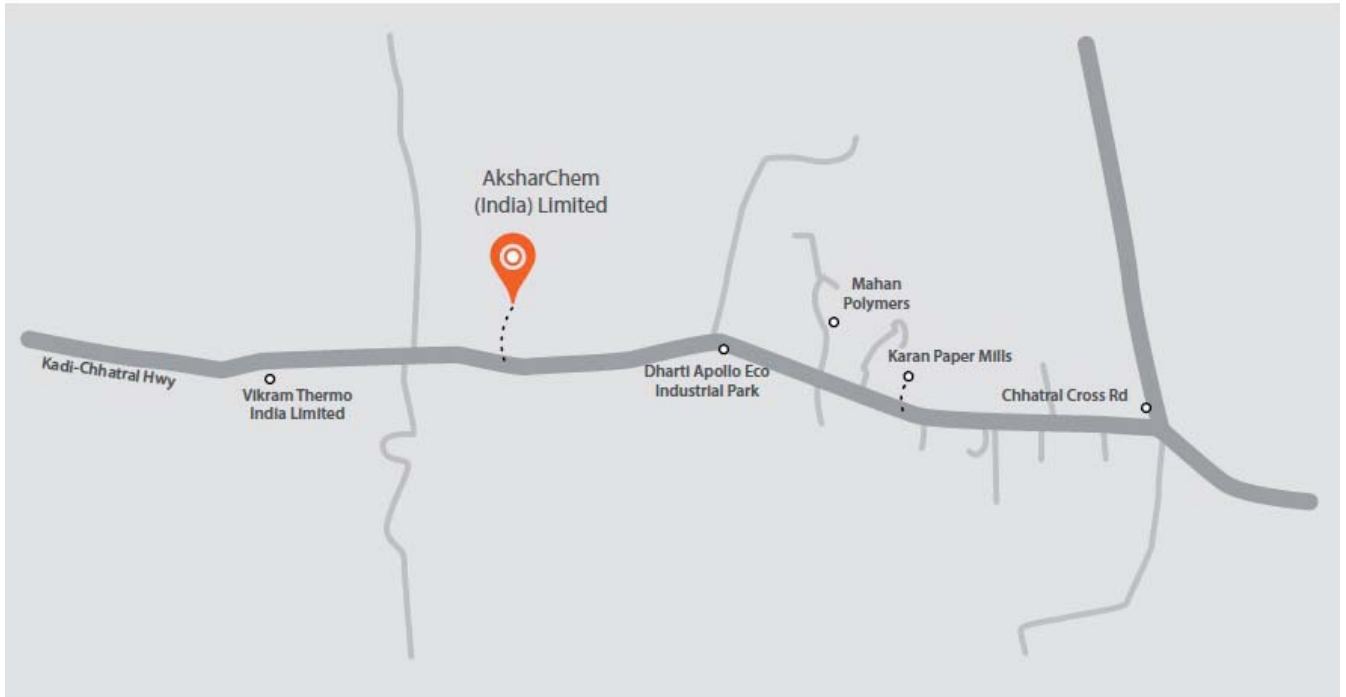 AksharChem
(India) Limited
Mahan
Polymers
Karan Paper Mills
Kadi-Chhatral Hwy
Dharti Apollo Eco
Industrial Park
Vikram Thermo
India Limited
Chhatral Cross Rd